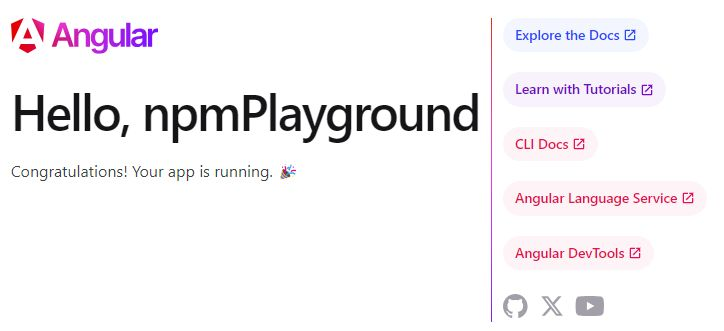 Angular
Hello, npmPlayground
Congratulations! Your app is running. 🎉
Explore the Docs
Learn with Tutorials
CLI Docs
Angular Language Service
Angular DevTools